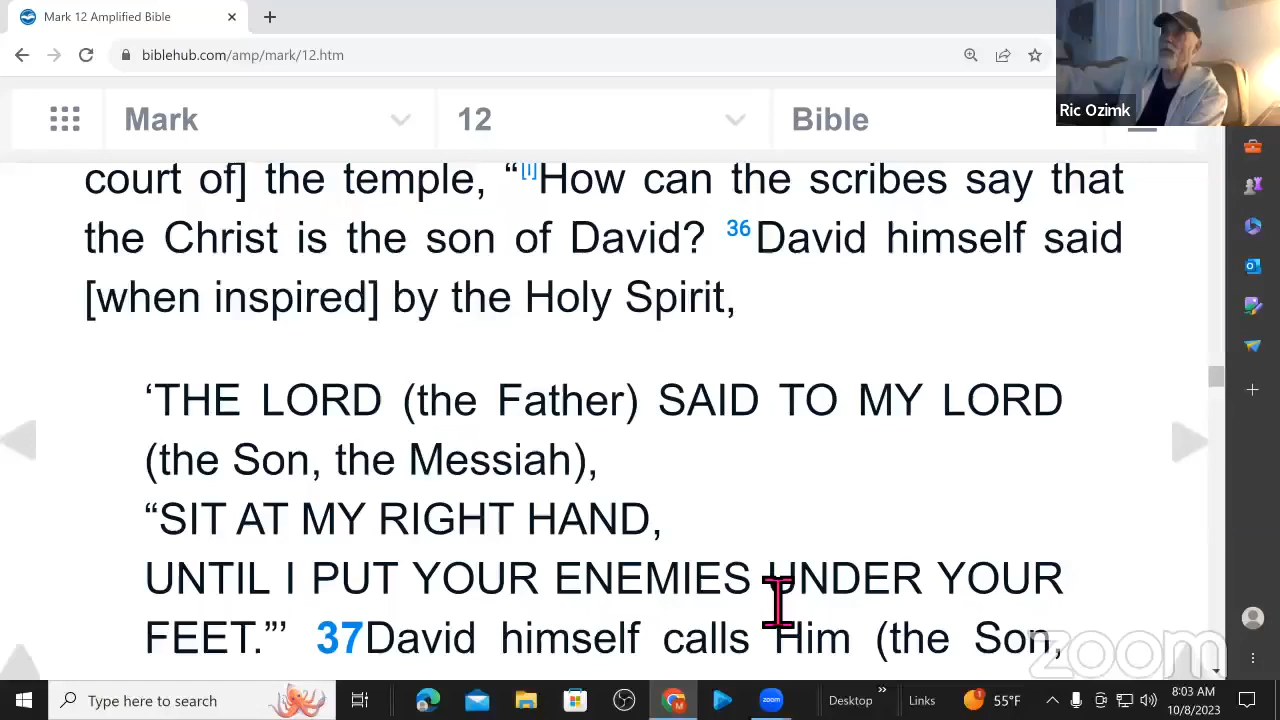 Mark 12 Amplified Bible
biblehub.com/amp/mark/12.htm
Ric Ozimk
Mark 12 Bible
court of] the temple, “[l]How can the scribes say that
the Christ is the son of David? 36David himself said
[when inspired] by the Holy Spirit,
‘THE LORD (the Father) SAID TO MY LORD
(the Son, the Messiah),
“SIT AT MY RIGHT HAND,
UNTIL I PUT YOUR ENEMIES UNDER YOUR
FEET.”’ 37David himself calls Him (the Son,
zoom
Type here to search
zoom
Desktop
Links
55°F
8:03 AM
10/8/2023